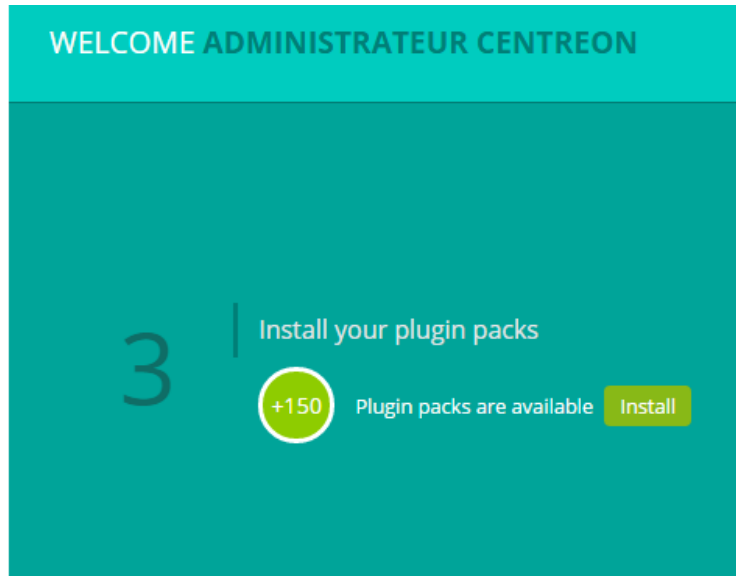 WELCOME ADMINISTRATEUR CENTREON
3
Install your plugin packs
+150 Plugin packs are available Install